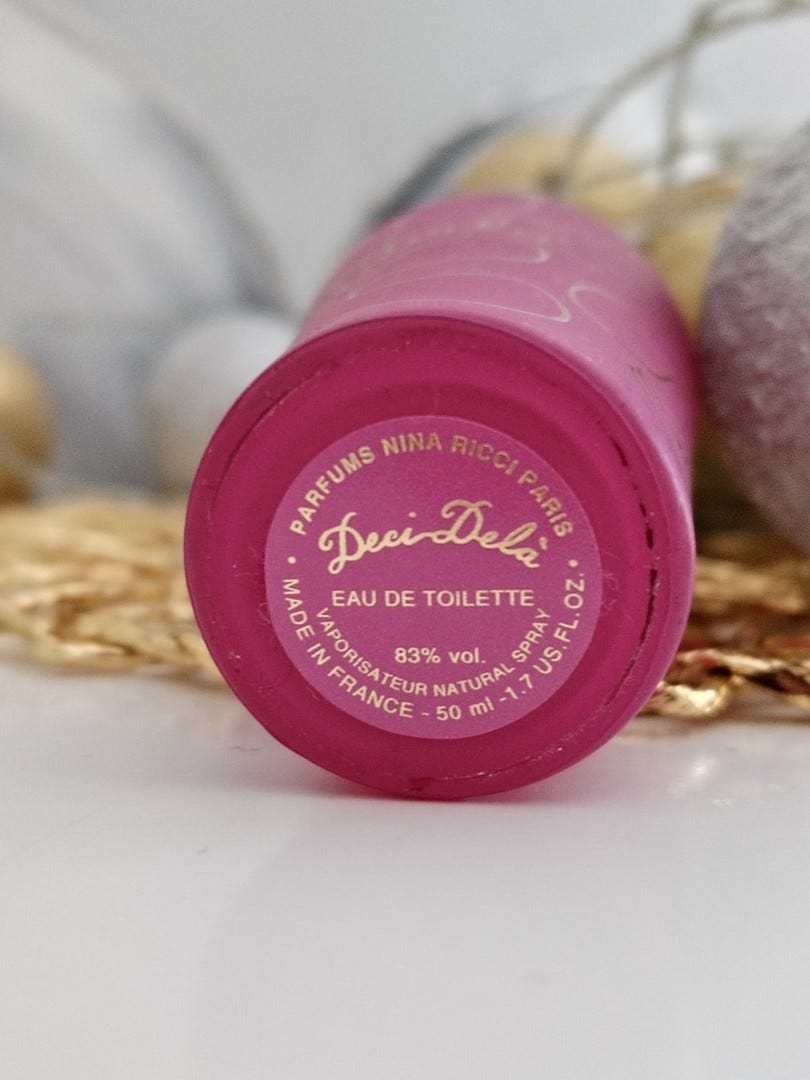 PARFUMS NINA RICCI PARIS
Deci Delà
EAU DE TOILETTE
83% vol.
VAPORISATEUR NATURAL SPRAY
• MADE IN FRANCE - 50 ml -1.7 US.FL.OZ. •